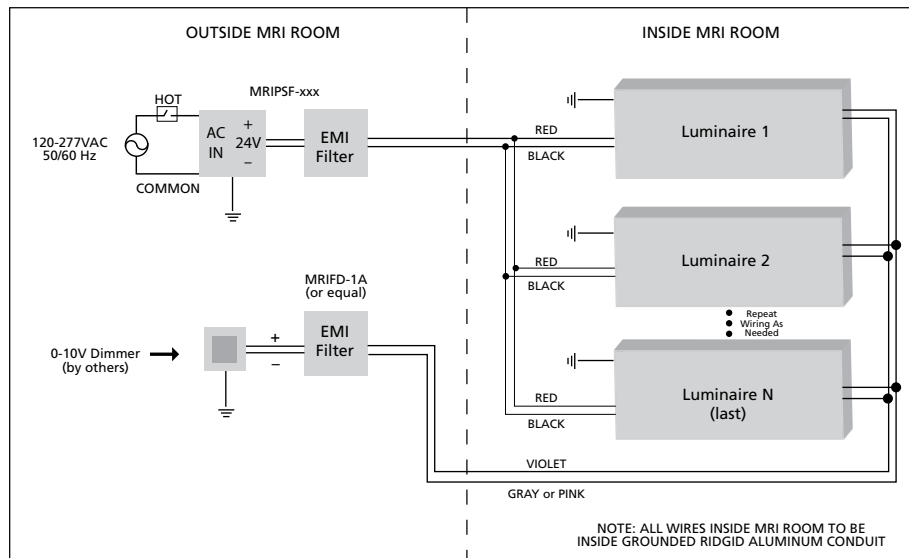 OUTSIDE MRI ROOM
INSIDE MRI ROOM
MRIPSF-xxx
HOT
120-277VAC
50/60 Hz
COMMON
AC
IN
+
24V
–
EMI
Filter
RED
BLACK
Luminaire 1
RED
BLACK
Luminaire 2
Repeat
Wiring As
Needed
MRIFD-1A
(or equal)
0-10V Dimmer
(by others)
+
–
EMI
Filter
RED
BLACK
Luminaire N
(last)
VIOLET
GRAY or PINK
NOTE: ALL WIRES INSIDE MRI ROOM TO BE
INSIDE GROUNDED RIDGID ALUMINUM CONDUIT